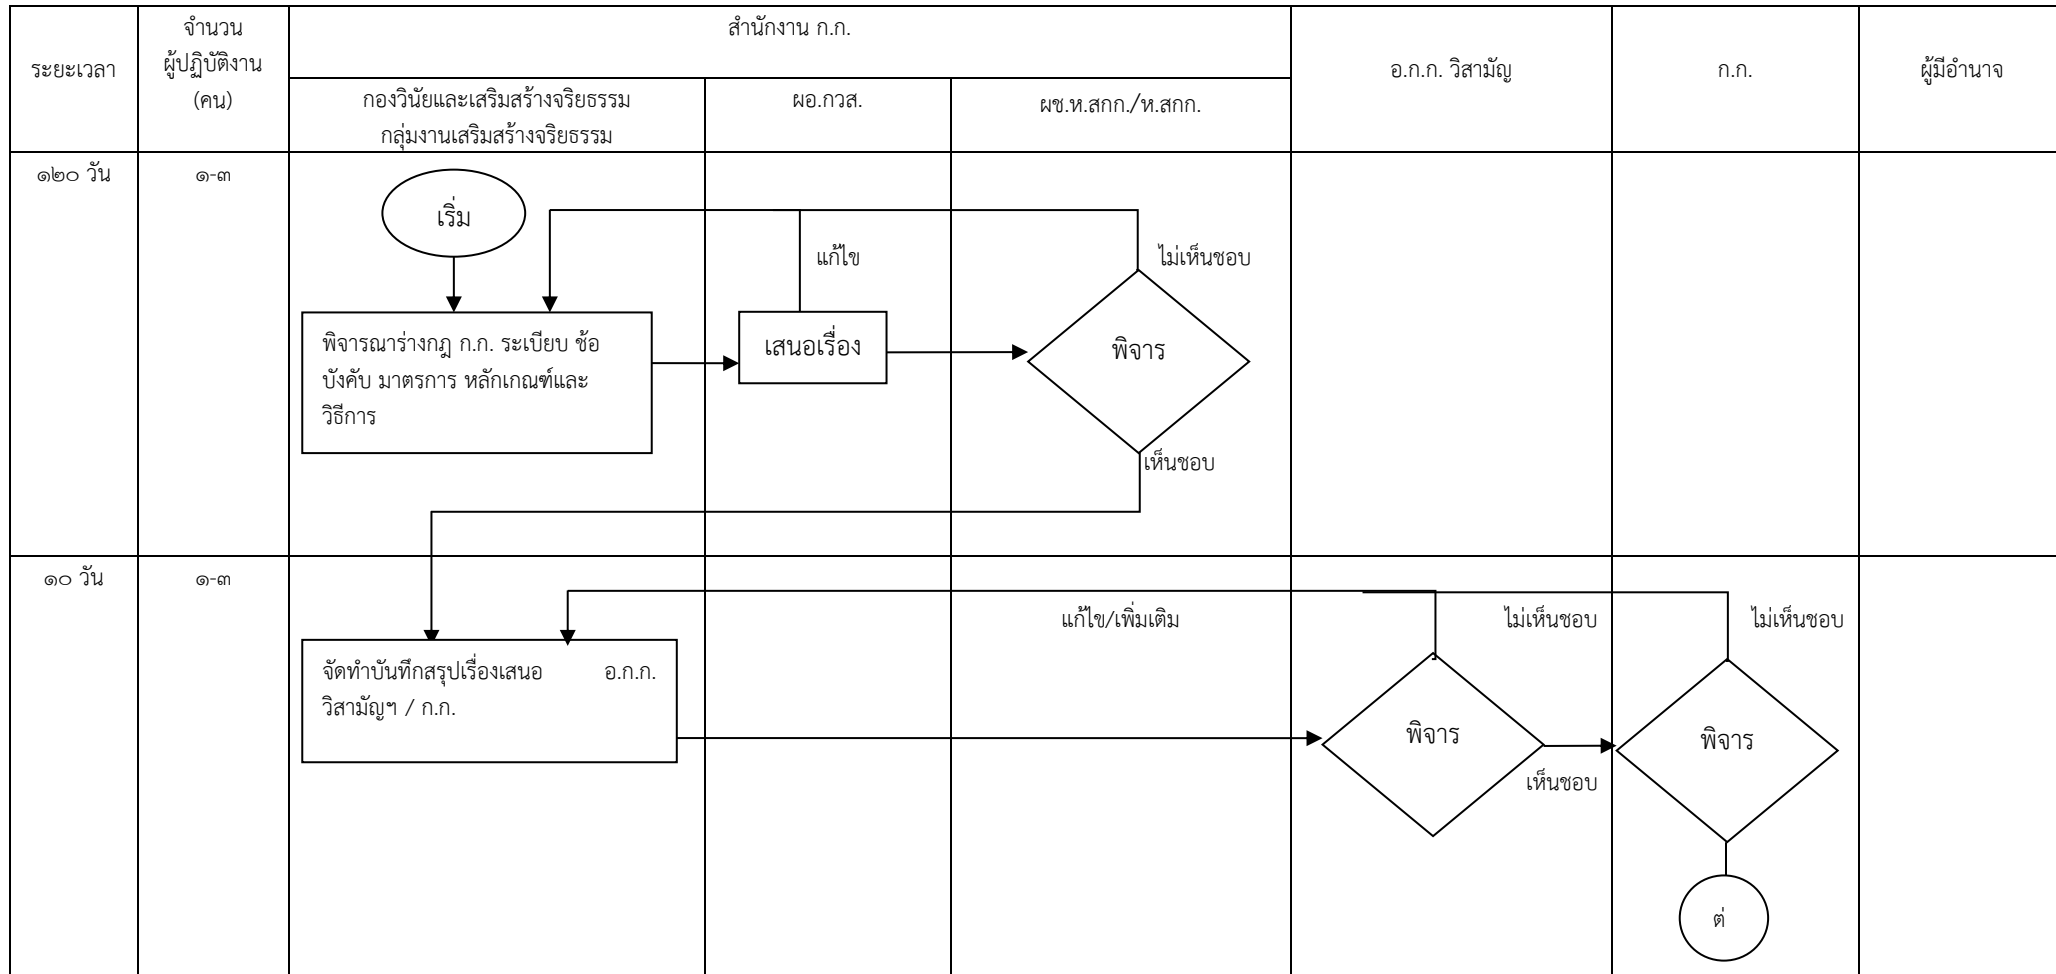 ระยะเวลา
จำนวน
ผู้ปฏิบัติงาน
(คน)
สำนักงาน ก.ก.
อ.ก.ก. วิสามัญ
ก.ก.
ผู้มีอำนาจ
กองวินัยและเสริมสร้างจริยธรรม
กลุ่มงานเสริมสร้างจริยธรรม
ผอ.กวส.
ผช.ห.สกก./ห.สกก.
๑๒๐ วัน
๑-๓
เริ่ม
แก้ไข
ไม่เห็นชอบ
พิจารณาร่างกฎ ก.ก. ระเบียบ ช้อ
บังคับ มาตรการ หลักเกณฑ์และ
วิธีการ
เสนอเรื่อง
พิจาร
เห็นชอบ
๑๐ วัน
๑-๓
แก้ไข/เพิ่มเติม
ไม่เห็นชอบ
ไม่เห็นชอบ
จัดทำบันทึกสรุปเรื่องเสนอ อ.ก.ก.
วิสามัญฯ / ก.ก.
พิจาร
พิจาร
เห็นชอบ
ต่